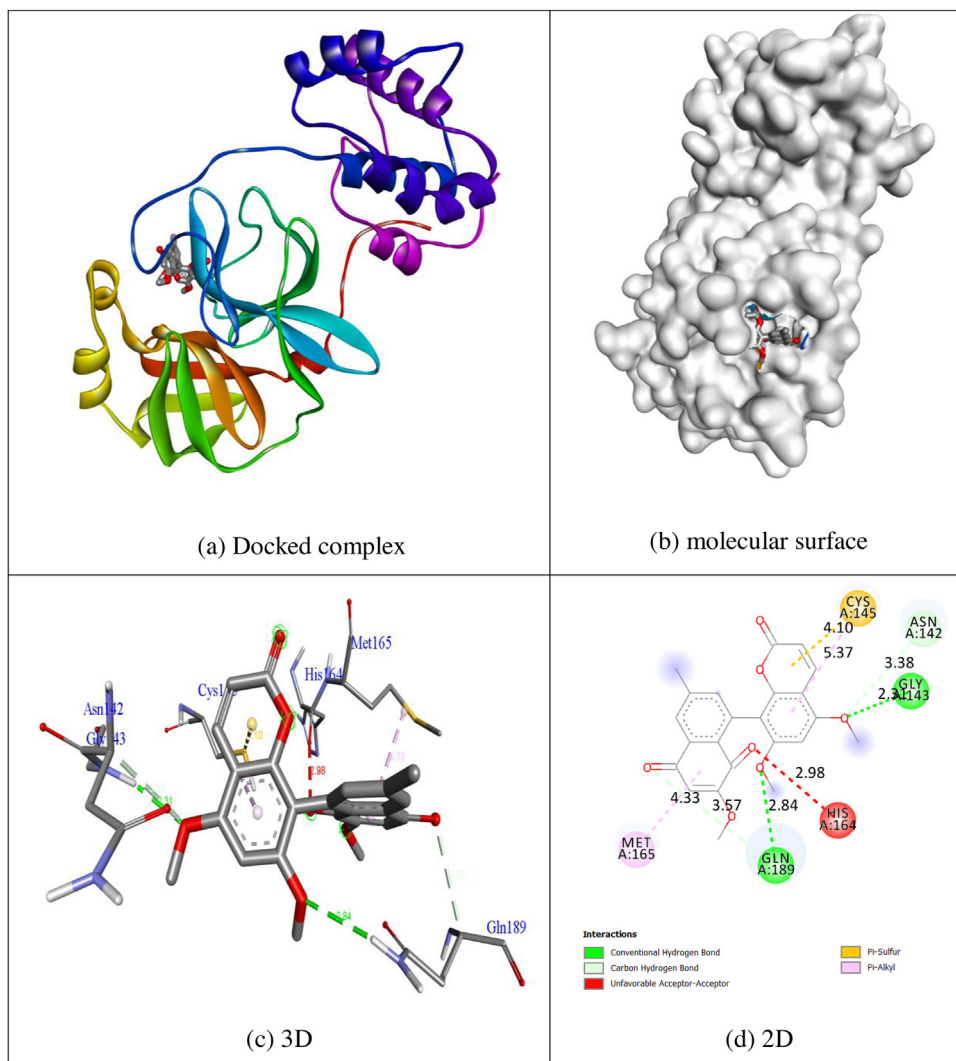 (a) Docked complex
(b) molecular surface
Met165
His164
Asn142
Gly143
2.98
2.84
Gln189
(c) 3D
CYS
A:145
4.10
5.37
ASN
A:142
3.38
GLY
A:143
2.31
2.98
4.33
3.57
2.84
HIS
A:164
MET
A:165
GLN
A:189
Interactions
Conventional Hydrogen Bond
Carbon Hydrogen Bond
Unfavorable Acceptor-Acceptor
Pi-Sulfur
Pi-Alkyl
(d) 2D